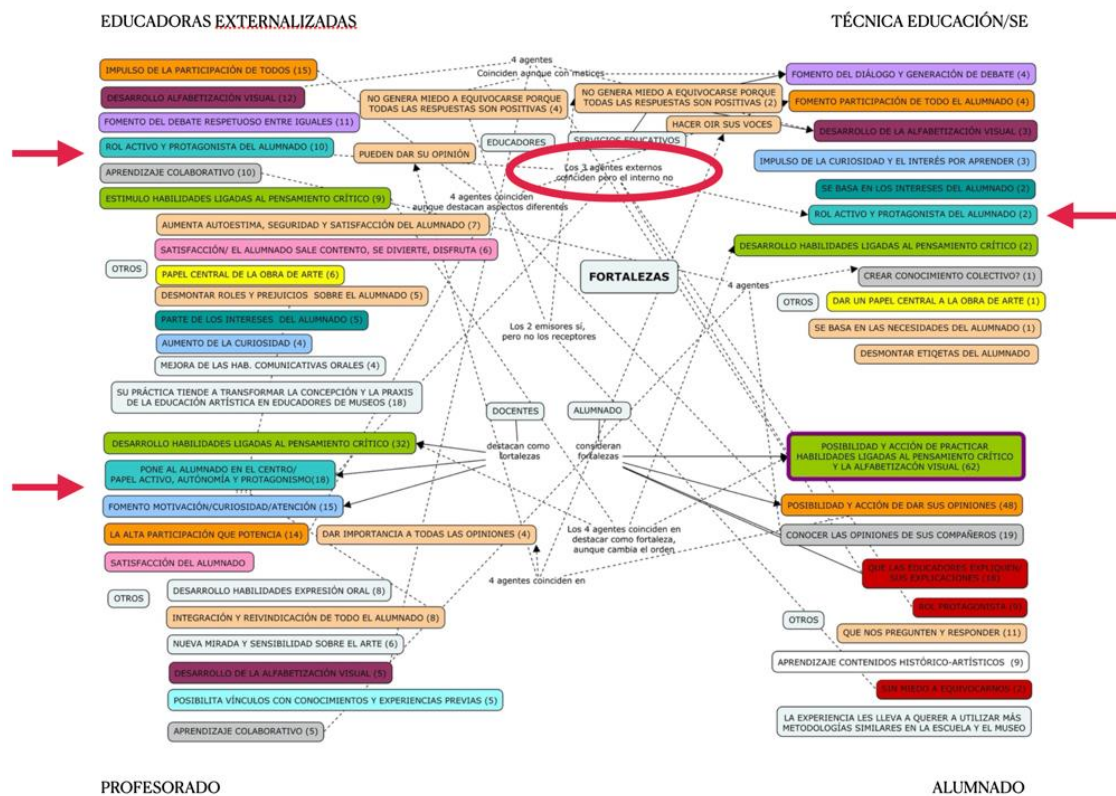 EDUCADORAS EXTERNALIZADAS
TÉCNICA EDUCACIÓN/SE
IMPULSO DE LA PARTICIPACIÓN DE TODOS (15)
DESARROLLO ALFABETIZACIÓN VISUAL (12)
FOMENTO DEL DEBATE RESPETUOSO ENTRE IGUALES (11)
ROL ACTIVO Y PROTAGONISTA DEL ALUMNADO (10)
APRENDIZAJE COLABORATIVO (10)
ESTIMULO HABILIDADES LIGADAS AL PENSAMIENTO CRÍTICO (9)
AUMENTA AUTOESTIMA, SEGURIDAD Y SATISFACCIÓN DEL ALUMNADO (7)
SATISFACCIÓN/ EL ALUMNADO SALE CONTENTO, SE DIVIERTE, DISFRUTA (6)
OTROS
PAPEL CENTRAL DE LA OBRA DE ARTE (6)
DESMONTAR ROLES Y PREJUICIOS SOBRE EL ALUMNADO (5)
PARTE DE LOS INTERESES DEL ALUMNADO (5)
AUMENTO DE LA CURIOSIDAD (4)
MEJORA DE LAS HAB. COMUNICATIVAS ORALES (4)
SU PRÁCTICA TIENDE A TRANSFORMAR LA CONCEPCIÓN Y LA PRAXIS
DE LA EDUCACIÓN ARTÍSTICA EN EDUCADORES DE MUSEOS (18)
4 agentes
Coinciden aunque con matices
NO GENERA MIEDO A EQUIVOCARSE PORQUE
TODAS LAS RESPUESTAS SON POSITIVAS (4)
NO GENERA MIEDO A EQUIVOCARSE PORQUE
TODAS LAS RESPUESTAS SON POSITIVAS (2)
HACER OIR SUS VOCES
EDUCADORES
SERVICIOS EDUCATIVOS
PUEDEN DAR SU OPINIÓN
Los 3 agentes externos
coinciden pero el interno no
4 agentes coinciden
aunque destacan aspectos diferentes
FORTALEZAS
4 agentes
Los 2 emisores sí,
pero no los receptores
FOMENTO DEL DIÁLOGO Y GENERACIÓN DE DEBATE (4)
FOMENTO PARTICIPACIÓN DE TODO EL ALUMNADO (4)
DESARROLLO DE LA ALFABETIZACIÓN VISUAL (3)
IMPULSO DE LA CURIOSIDAD Y EL INTERÉS POR APRENDER (3)
SE BASA EN LOS INTERESES DEL ALUMNADO (2)
ROL ACTIVO Y PROTAGONISTA DEL ALUMNADO (2)
DESARROLLO HABILIDADES LIGADAS AL PENSAMIENTO CRÍTICO (2)
CREAR CONOCIMIENTO COLECTIVO? (1)
OTROS
DAR UN PAPEL CENTRAL A LA OBRA DE ARTE (1)
SE BASA EN LAS NECESIDADES DEL ALUMNADO (1)
DESMONTAR ETIQETAS DEL ALUMNADO
DOCENTES
ALUMNADO
destacan como
fortalezas
consideran
fortalezas
DESARROLLO HABILIDADES LIGADAS AL PENSAMIENTO CRÍTICO (32)
PONE AL ALUMNADO EN EL CENTRO/
PAPEL ACTIVO, AUTONOMÍA Y PROTAGONISMO(18)
FOMENTO MOTIVACIÓN/CURIOSIDAD/ATENCIÓN (15)
LA ALTA PARTICIPACIÓN QUE POTENCIA (14)
DAR IMPORTANCIA A TODAS LAS OPINIONES (4)
SATISFACCIÓN DEL ALUMNADO
OTROS
DESARROLLO HABILIDADES EXPRESIÓN ORAL (8)
INTEGRACIÓN Y REIVINDICACIÓN DE TODO EL ALUMNADO (8)
NUEVA MIRADA Y SENSIBILIDAD SOBRE EL ARTE (6)
DESARROLLO DE LA ALFABETIZACIÓN VISUAL (5)
POSIBILITA VÍNCULOS CON CONOCIMIENTOS Y EXPERIENCIAS PREVIAS (5)
APRENDIZAJE COLABORATIVO (5)
Los 4 agentes coinciden en
destacar como fortaleza,
aunque cambia el orden
4 agentes coinciden en
POSIBILIDAD Y ACCIÓN DE PRACTICAR
HABILIDADES LIGADAS AL PENSAMIENTO CRÍTICO
Y LA ALFABETIZACÓN VISUAL (62)
POSIBILIDAD Y ACCIÓN DE DAR SUS OPINIONES (48)
CONOCER LAS OPINIONES DE SUS COMPAÑEROS (19)
QUE LAS EDUCADORES EXPLIQUEN/
SUS EXPLICACIONES (18)
ROL PROTAGONISTA (9)
OTROS
QUE NOS PREGUNTEN Y RESPONDER (11)
APRENDIZAJE CONTENIDOS HISTÓRICO-ARTÍSTICOS (9)
SIN MIEDO A EQUIVOCARNOS (2)
LA EXPERIENCIA LES LLEVA A QUERER A UTILIZAR MÁS
METODOLOGÍAS SIMILARES EN LA ESCUELA Y EL MUSEO
PROFESORADO
ALUMNADO